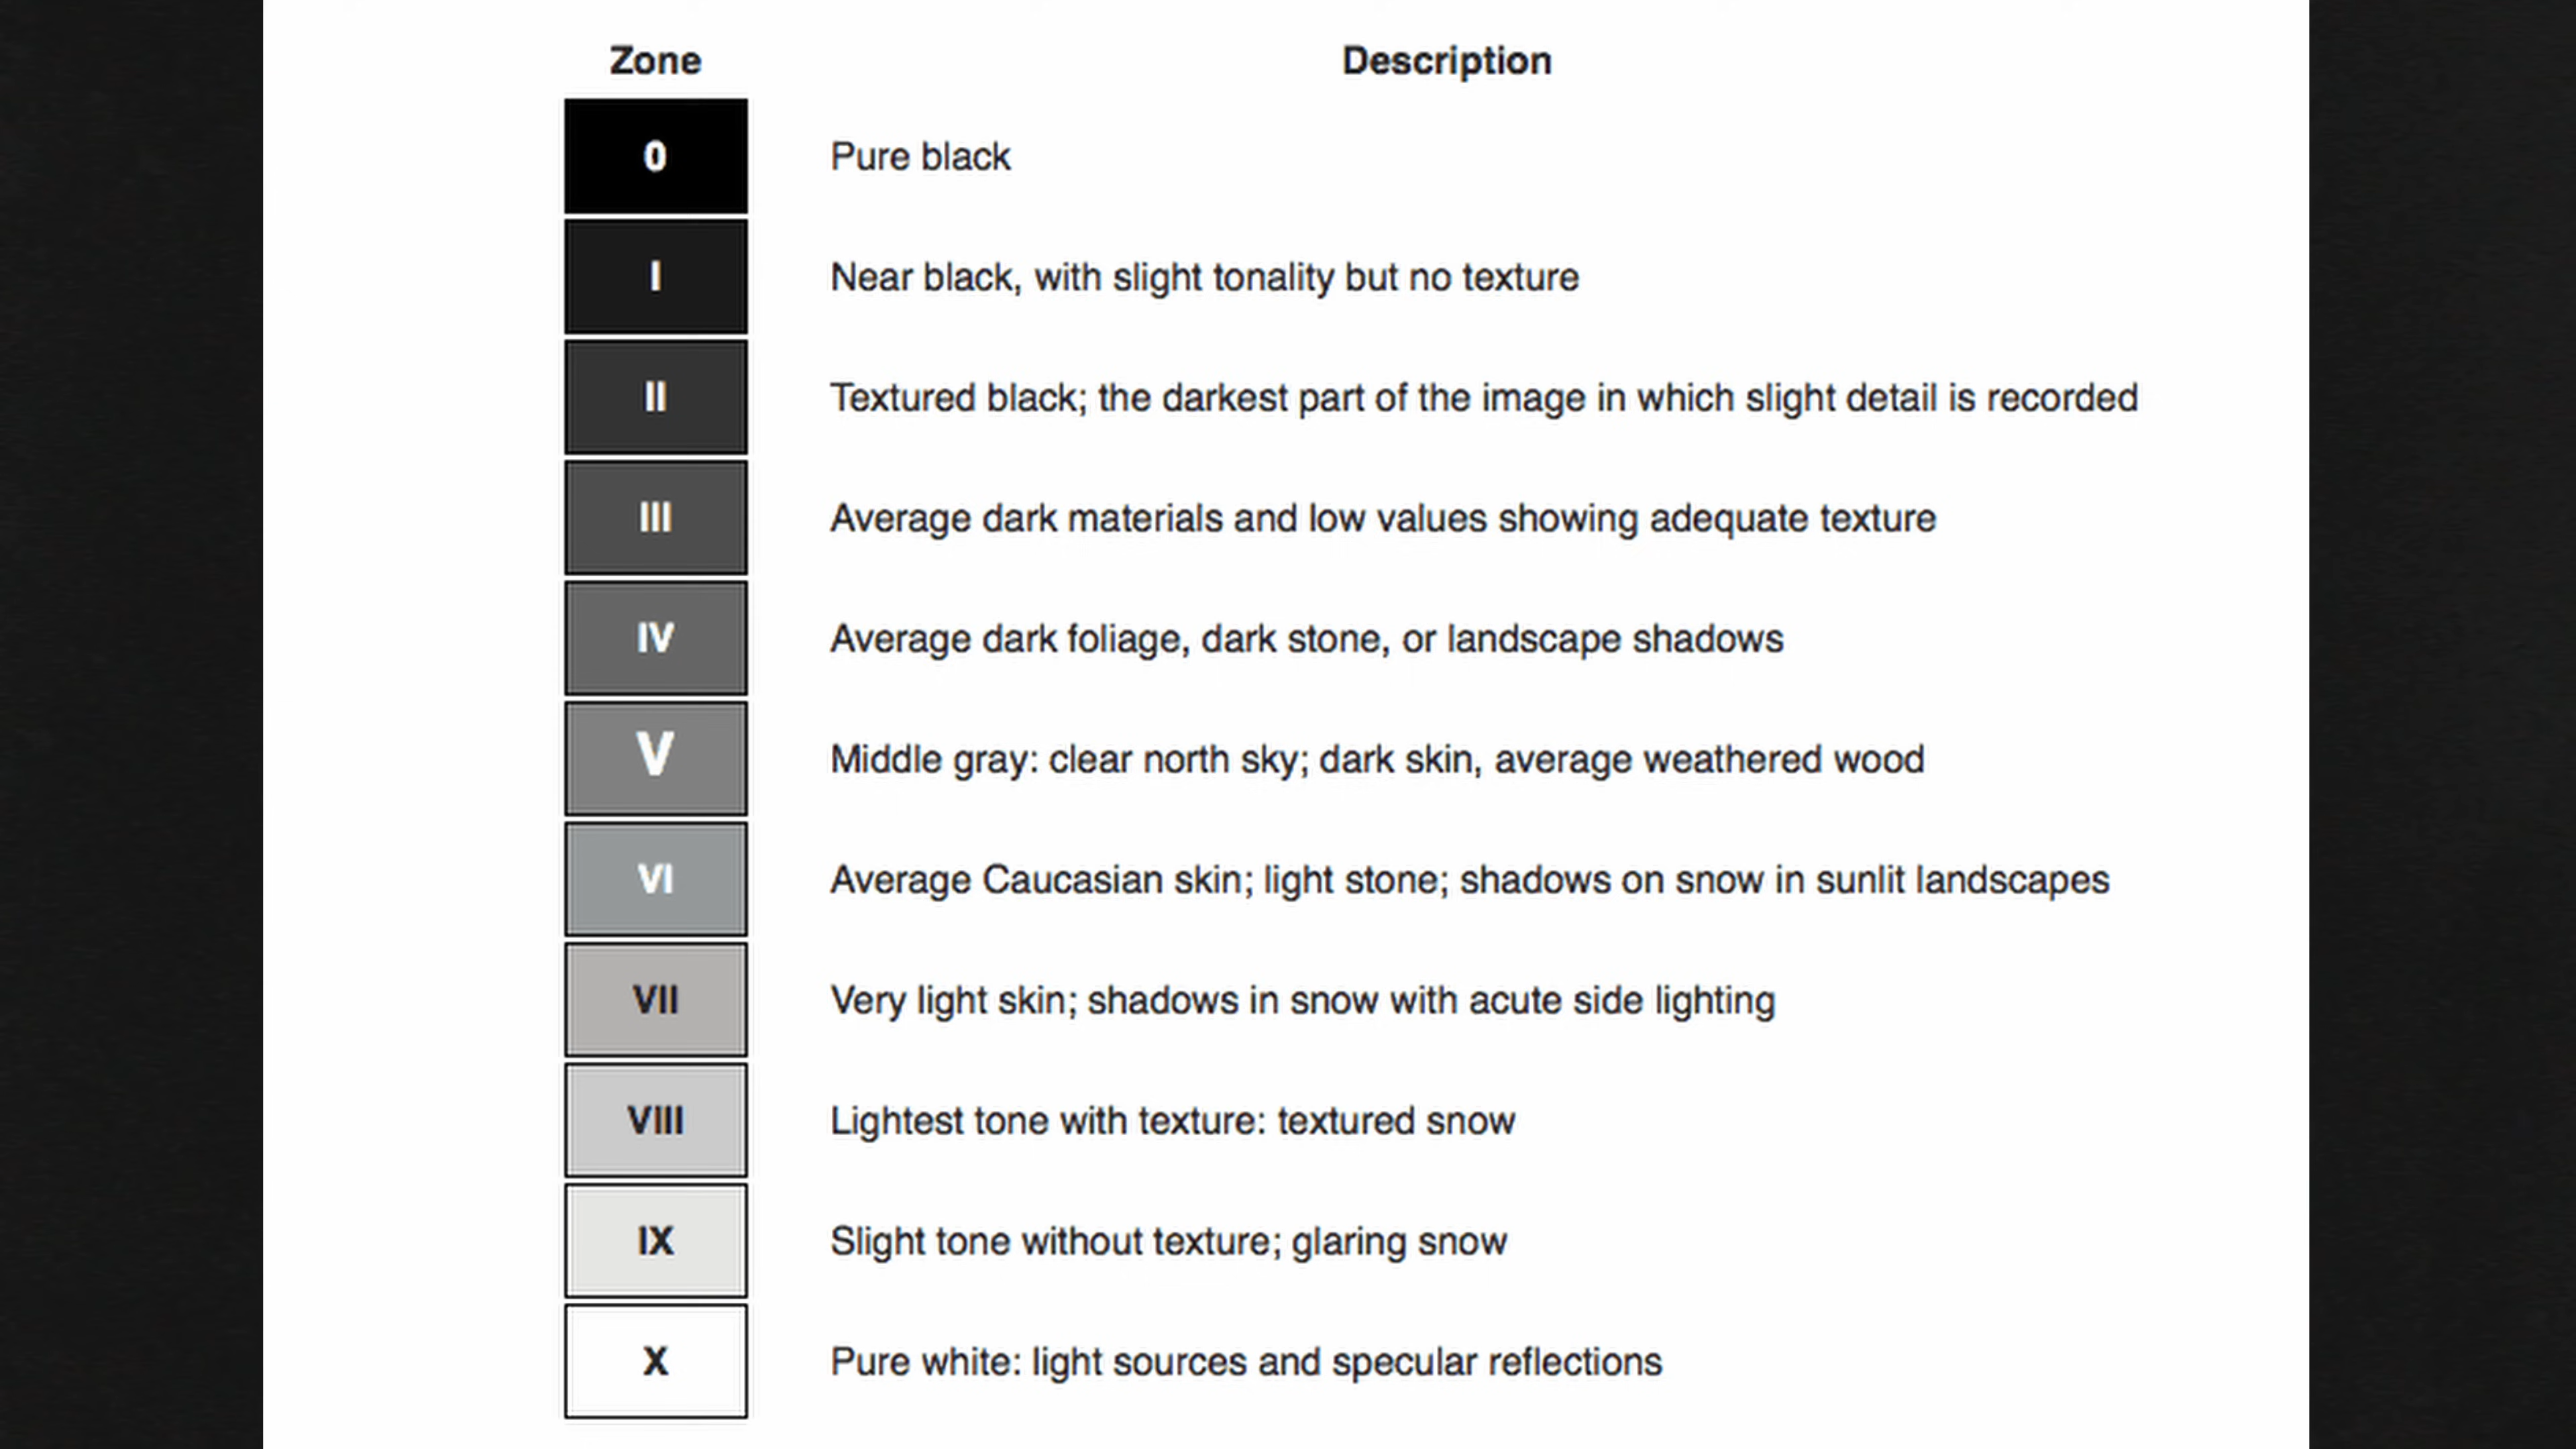 Zone Description
0 Pure black
I Near black, with slight tonality but no texture
II Textured black; the darkest part of the image in which slight detail is recorded
III Average dark materials and low values showing adequate texture
IV Average dark foliage, dark stone, or landscape shadows
V Middle gray: clear north sky; dark skin, average weathered wood
VI Average Caucasian skin; light stone; shadows on snow in sunlit landscapes
VII Very light skin; shadows in snow with acute side lighting
VIII Lightest tone with texture: textured snow
IX Slight tone without texture; glaring snow
X Pure white: light sources and specular reflections